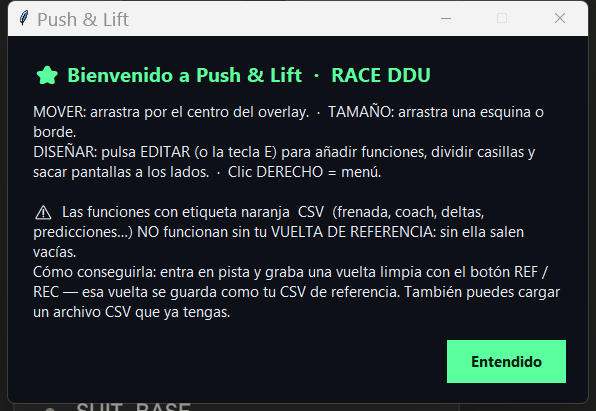 Push & Lift
★ Bienvenido a Push & Lift · RACE DDU
MOVER: arrastra por el centro del overlay. · TAMAÑO: arrastra una esquina o
borde.
DISEÑAR: pulsa EDITAR (o la tecla E) para añadir funciones, dividir casillas y
sacar pantallas a los lados. · Clic DERECHO = menú.
⚠ Las funciones con etiqueta naranja CSV (frenada, coach, deltas,
predicciones...) NO funcionan sin tu VUELTA DE REFERENCIA: sin ella salen
vacías.
Cómo conseguirla: entra en pista y graba una vuelta limpia con el botón REF /
REC — esa vuelta se guarda como tu CSV de referencia. También puedes cargar
un archivo CSV que ya tengas.
Entendido
SUIT BASE